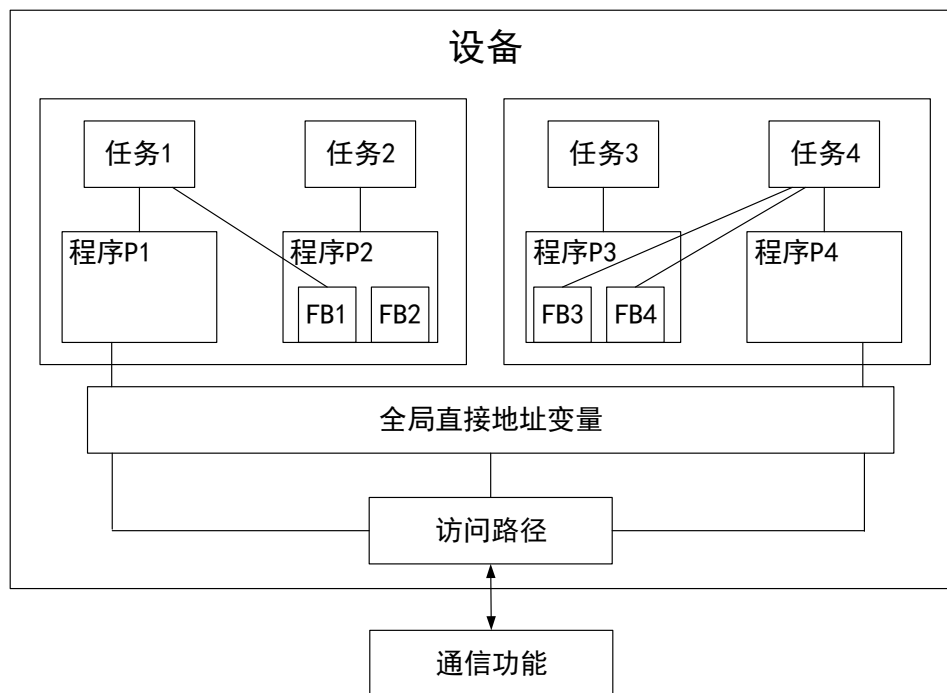 设备
任务1
任务2
任务3
任务4
程序P1
程序P2
程序P3
程序P4
FB1
FB2
FB3
FB4
全局直接地址变量
访问路径
通信功能